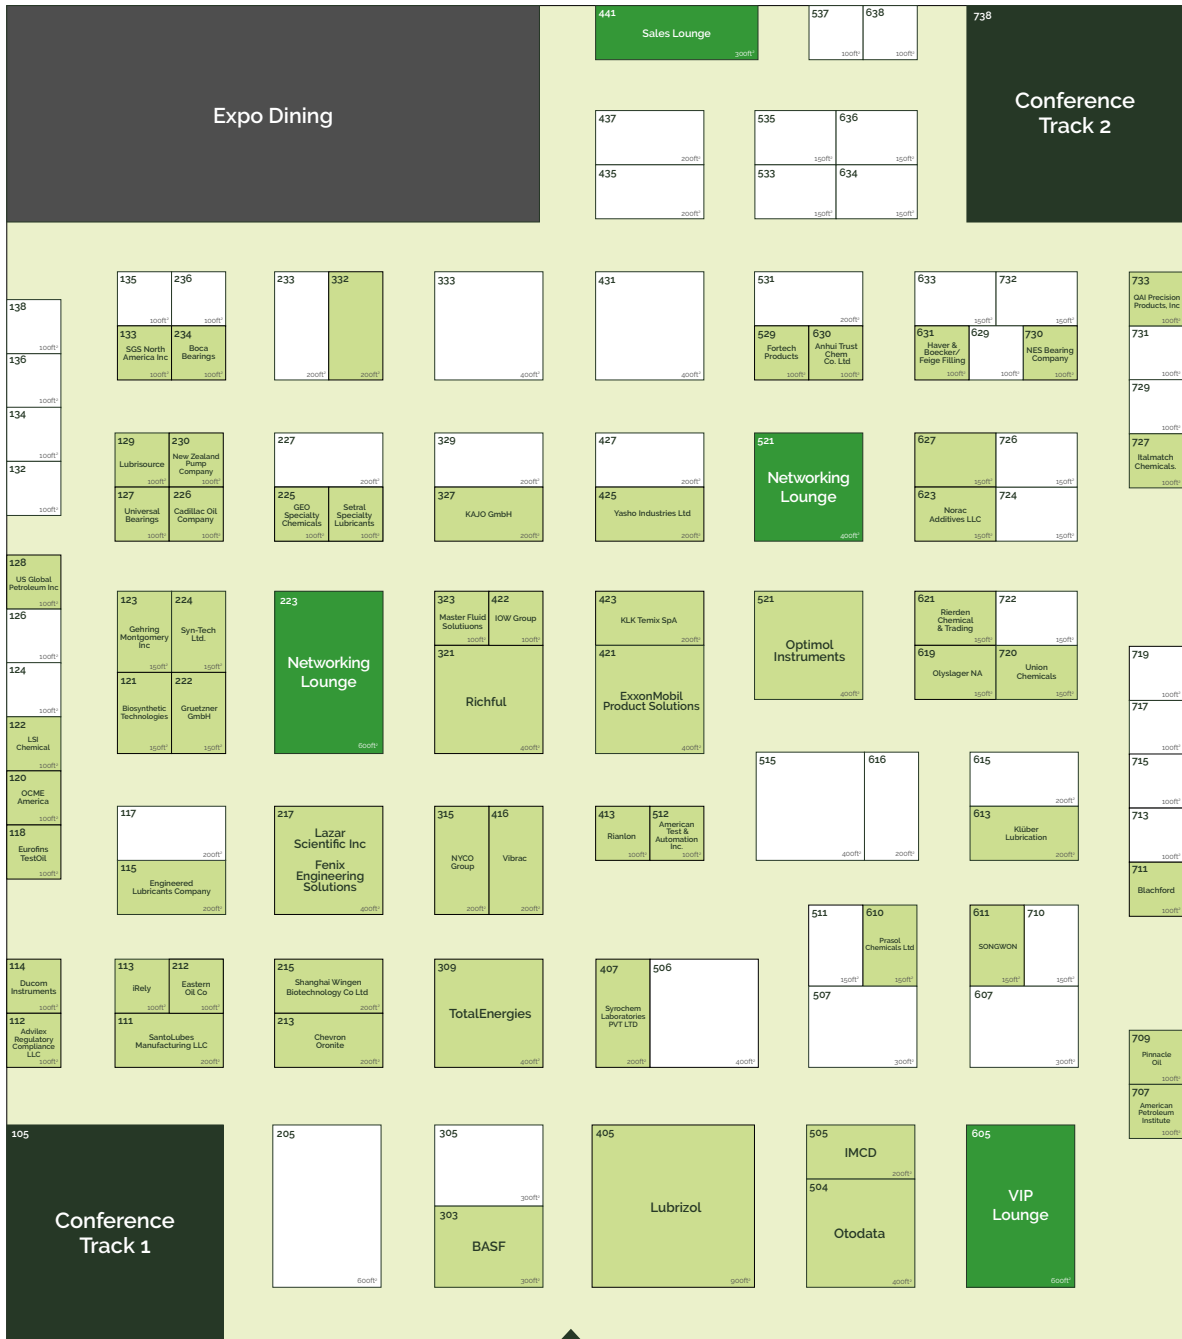 441
Sales Lounge
300ft²
537
100ft²
638
100ft²
738
Conference
Track 2
Expo Dining
437
200ft²
435
200ft²
535
150ft²
636
150ft²
533
150ft²
634
150ft²
138
100ft²
136
100ft²
134
100ft²
132
100ft²
135
100ft²
236
100ft²
133
SGS North
America Inc
100ft²
234
Boca
Bearings
100ft²
233
200ft²
332
200ft²
333
400ft²
431
400ft²
531
200ft²
529
Fortech
Products
100ft²
630
Anhui Trust
Chem
Co. Ltd
100ft²
633
150ft²
732
150ft²
631
Haver &
Boecker/
Feige Filling
100ft²
629
100ft²
730
NES Bearing
Company
100ft²
733
QAI Precision
Products, Inc
100ft²
731
100ft²
729
100ft²
727
Italmatch
Chemicals.
100ft²
129
Lubrisource
100ft²
230
New Zealand
Pump
Company
100ft²
127
Universal
Bearings
100ft²
226
Cadillac Oil
Company
100ft²
227
200ft²
225
GEO
Specialty
Chemicals
100ft²
Setral
Specialty
Lubricants
100ft²
329
200ft²
327
KAJO GmbH
200ft²
427
200ft²
425
Yasho Industries Ltd
200ft²
521
Networking
Lounge
400ft²
627
150ft²
726
150ft²
623
Norac
Additives LLC
150ft²
724
150ft²
128
US Global
Petroleum Inc
100ft²
126
100ft²
124
100ft²
122
LSI
Chemical
100ft²
120
OCME
America
100ft²
118
Eurofins
TestOil
100ft²
123
Gehring
Montgomery
Inc
150ft²
224
Syn-Tech
Ltd.
150ft²
121
Biosynthetic
Technologies
150ft²
222
Gruetzner
GmbH
150ft²
223
Networking
Lounge
600ft²
323
Master Fluid
Solutiuons
100ft²
422
IOW Group
100ft²
321
Richful
400ft²
423
KLK Temix SpA
200ft²
421
ExxonMobil
Product Solutions
400ft²
521
Optimol
Instruments
400ft²
621
Rierden
Chemical
& Trading
150ft²
722
150ft²
619
Olyslager NA
150ft²
720
Union
Chemicals
150ft²
719
100ft²
717
100ft²
715
100ft²
713
100ft²
711
Blachford
100ft²
117
200ft²
115
Engineered
Lubricants Company
200ft²
217
Lazar
Scientific Inc
Fenix
Engineering
Solutions
400ft²
315
NYCO
Group
200ft²
416
Vibrac
200ft²
413
Rianlon
100ft²
512
American
Test &
Automation
Inc.
100ft²
515
400ft²
616
200ft²
615
200ft²
613
Klüber
Lubrication
200ft²
511
150ft²
610
Prasol
Chemicals Ltd
150ft²
507
300ft²
611
SONGWON
150ft²
710
150ft²
607
300ft²
114
Ducom
Instruments
100ft²
112
Advilex
Regulatory
Compliance
LLC
100ft²
113
iRely
100ft²
212
Eastern
Oil Co
100ft²
111
SantoLubes
Manufacturing LLC
200ft²
215
Shanghai Wingen
Biotechnology Co Ltd
200ft²
213
Chevron
Oronite
200ft²
309
TotalEnergies
400ft²
407
Syrochem
Laboratories
PVT LTD
200ft²
506
400ft²
709
Pinnacle
Oil
100ft²
707
American
Petroleum
Institute
100ft²
105
Conference
Track 1
205
600ft²
305
300ft²
303
BASF
300ft²
405
Lubrizol
900ft²
505
IMCD
200ft²
504
Otodata
400ft²
605
VIP
Lounge
600ft²